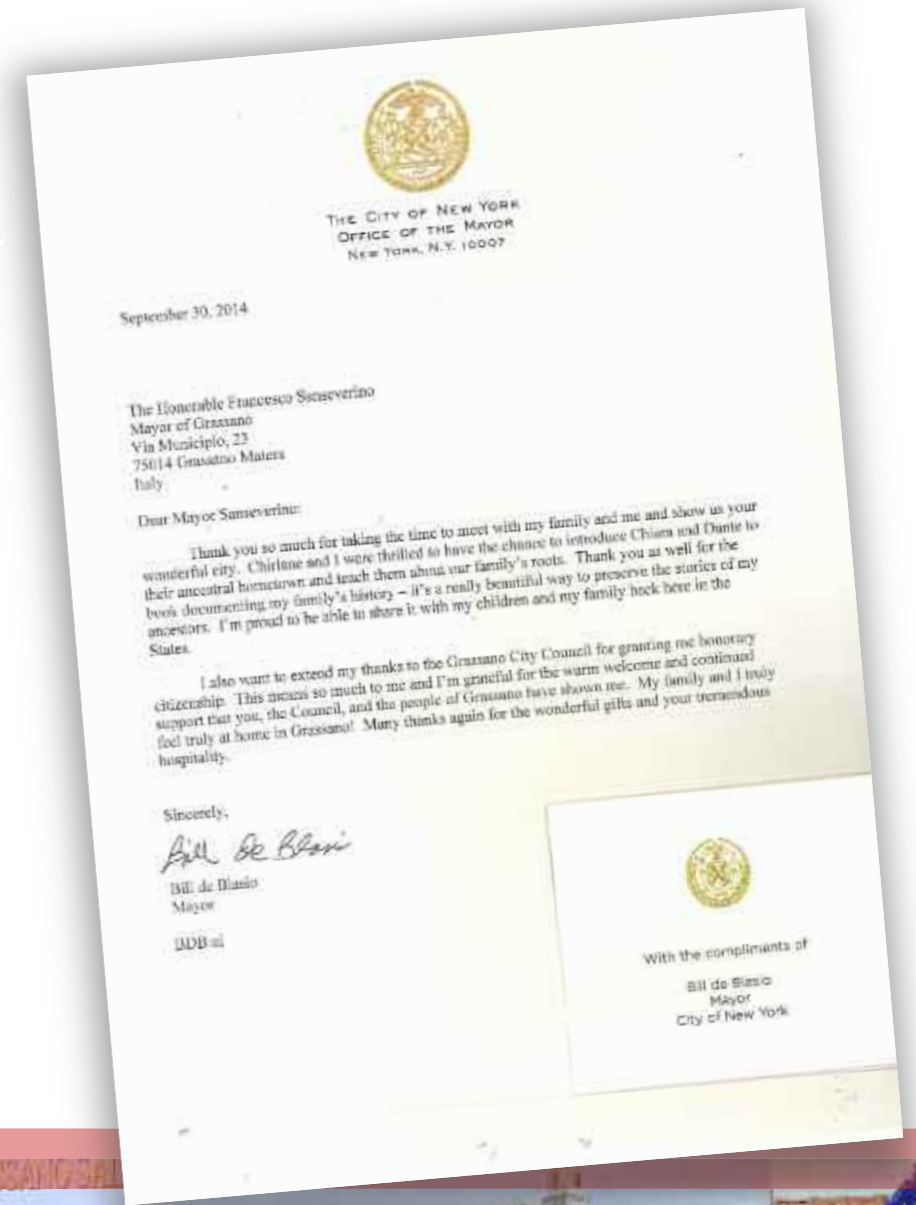 THE CITY OF NEW YORK
OFFICE OF THE MAYOR
NEW YORK, N.Y. 10007
September 30, 2014
The Honorable Francesco Sanseverino
Mayor of Grassano
Via Municipio, 23
75014 Matera
Italy
Dear Mayor Sanseverino:
Thank you so much for taking the time to meet with my family and me and show us your
wonderful city. Chirlane and I were thrilled to have the chance to introduce Chiara and Dante to
their ancestral hometown and teach them about our family's roots. Thank you as well for the
book documenting my family's history – it's a really beautiful way to preserve the stories of my
ancestors. I'm proud to be able to share it with my children and my family back here in the
States.
I also want to extend my thanks to the Grassano City Council for granting me honorary
citizenship. This means so much to me and I'm grateful for the warm welcome and continued
support that you, the Council, and the people of Grassano have shown me. My family and I truly
feel truly at home in Grassano! Many thanks again for the wonderful gifts and your tremendous
hospitality.
Sincerely,
Bill de Blasio
Bill de Blasio
Mayor
BDB
With the compliments of
Bill de Blasio
Mayor
City of New York